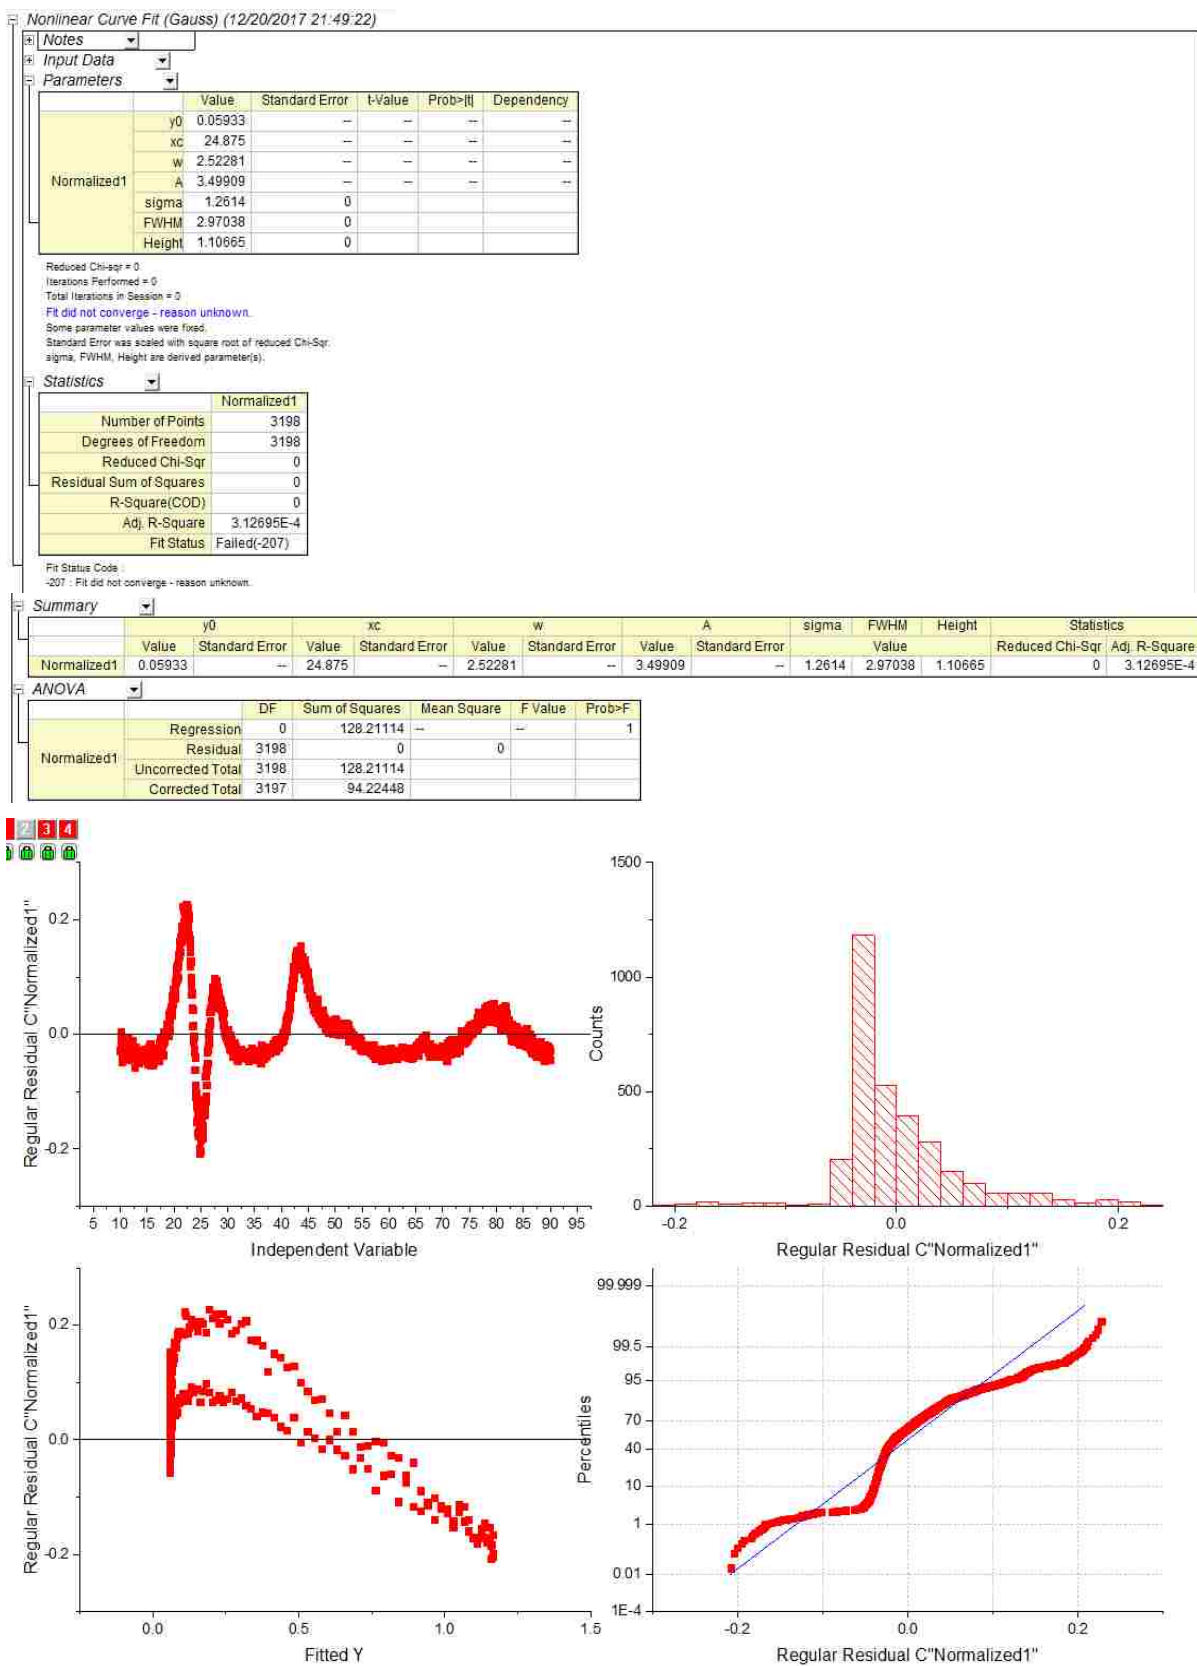 Nonlinear Curve Fit (Gauss) (12/20/2017 21:49:22)
Notes
Input Data
Parameters
Value Standard Error t-Value Prob>|t| Dependency
y0 0.05933 -- -- -- --
xc 24.875 -- -- -- --
w 2.52281 -- -- -- --
Normalized1 A 3.49909 -- -- -- --
sigma 1.2614 0
FWHM 2.97038 0
Height 1.10665 0
Reduced Chi-sqr = 0
Iterations Performed = 0
Total Iterations in Session = 0
Fit did not converge - reason unknown.
Some parameter values were fixed.
Standard Error was scaled with square root of reduced Chi-Sqr.
sigma, FWHM, Height are derived parameter(s).
Statistics
Normalized1
Number of Points 3198
Degrees of Freedom 3198
Reduced Chi-Sqr 0
Residual Sum of Squares 0
R-Square(COD) 0
Adj. R-Square 3.12695E-4
Fit Status Failed(-207)
Fit Status Code :
-207 : Fit did not converge - reason unknown.
Summary
y0 xc w A sigma FWHM Height Statistics
Value Standard Error Value Standard Error Value Standard Error Value Standard Error Value Reduced Chi-Sqr Adj. R-Square
Normalized1 0.05933 -- 24.875 -- 2.52281 -- 3.49909 -- 1.2614 2.97038 1.10665 0 3.12695E-4
ANOVA
DF Sum of Squares Mean Square F Value Prob>F
Regression 0 128.21114 -- -- 1
Normalized1 Residual 3198 0 0
Uncorrected Total 3198 128.21114
Corrected Total 3197 94.22448
2 3 4
Regular Residual C"Normalized1"
0.2
0.0
-0.2
5 10 15 20 25 30 35 40 45 50 55 60 65 70 75 80 85 90 95
Independent Variable
Counts
1500
1000
500
0
-0.2 0.0 0.2
Regular Residual C"Normalized1"
Regular Residual C"Normalized1"
0.2
0.0
-0.2
0.0 0.5 1.0 1.5
Fitted Y
Percentiles
99.999
99.5
95
70
40
10
1
0.01
1E-4
-0.2 0.0 0.2
Regular Residual C"Normalized1"